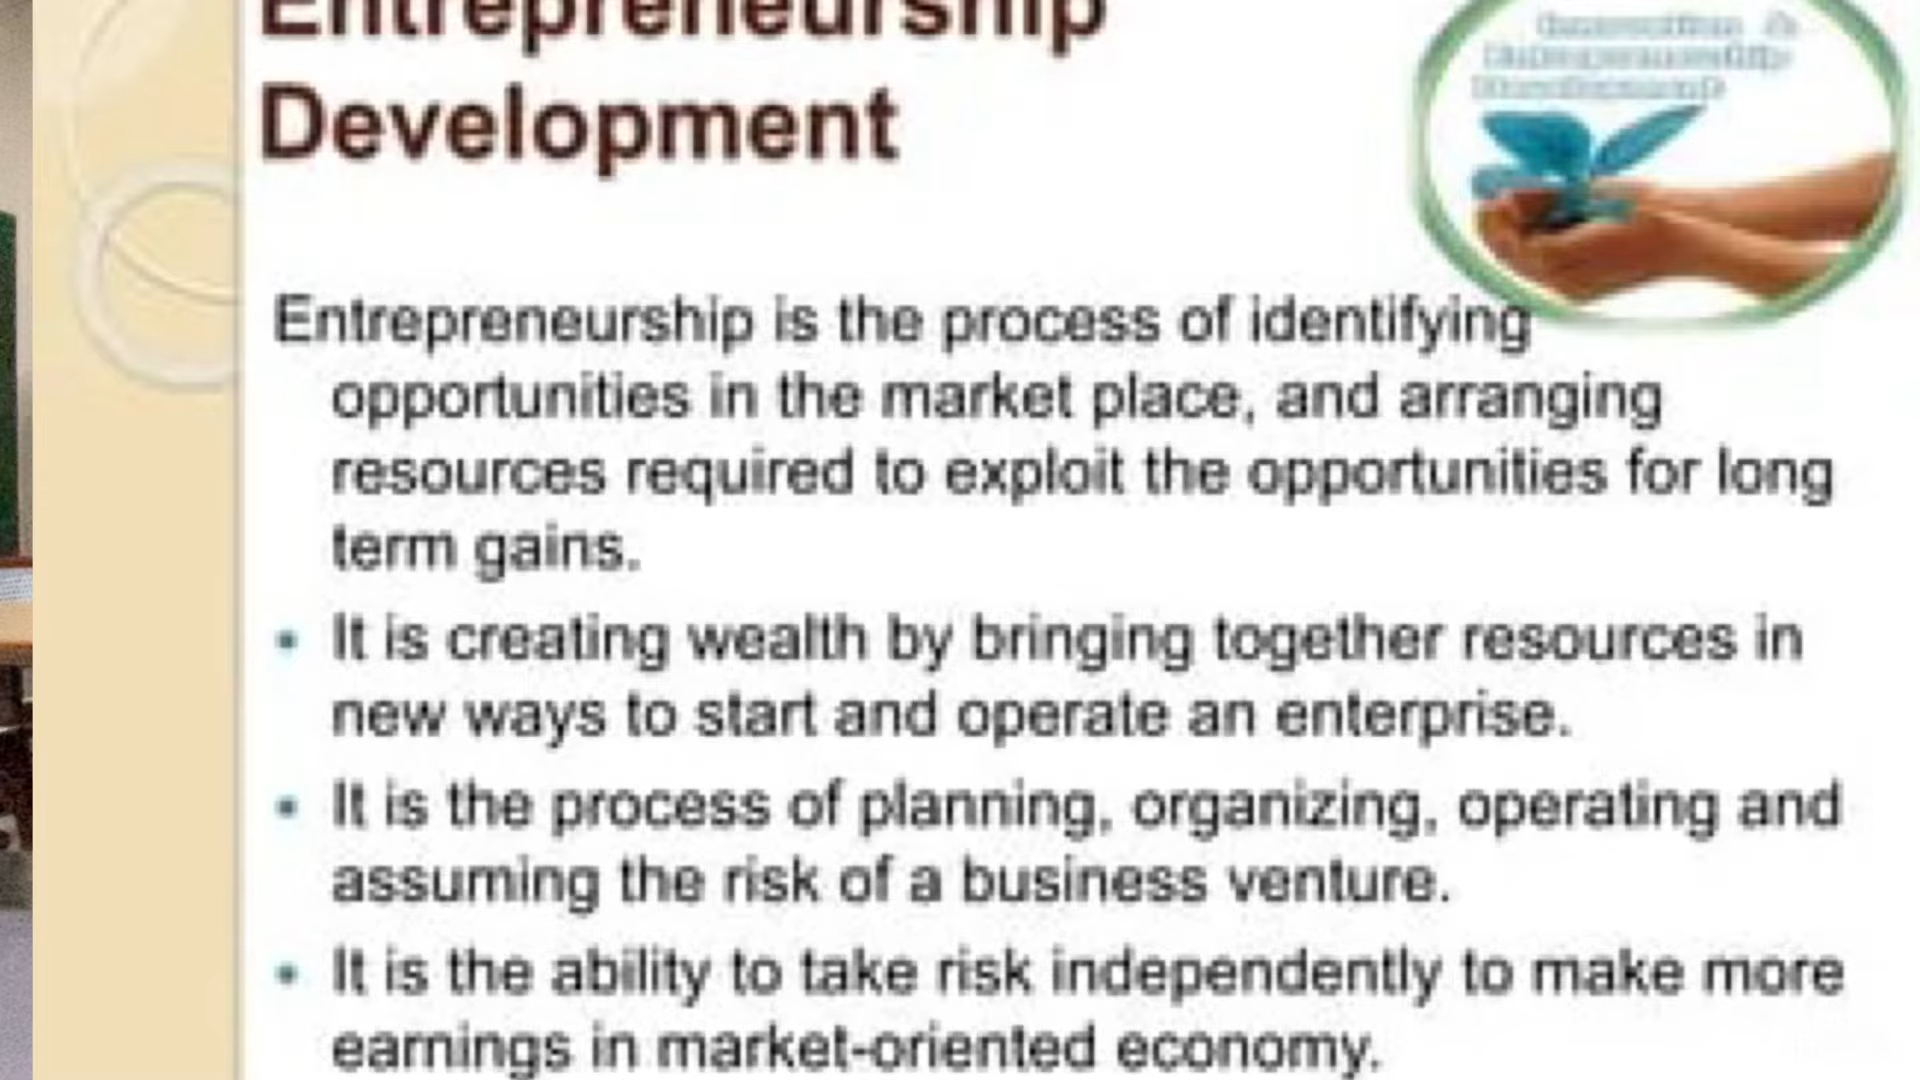 Entrepreneurship
Development
Entrepreneurship is the process of identifying
opportunities in the market place, and arranging
resources required to exploit the opportunities for long
term gains.
• It is creating wealth by bringing together resources in
new ways to start and operate an enterprise.
• It is the process of planning, organizing, operating and
assuming the risk of a business venture.
• It is the ability to take risk independently to make more
earnings in market-oriented economy.